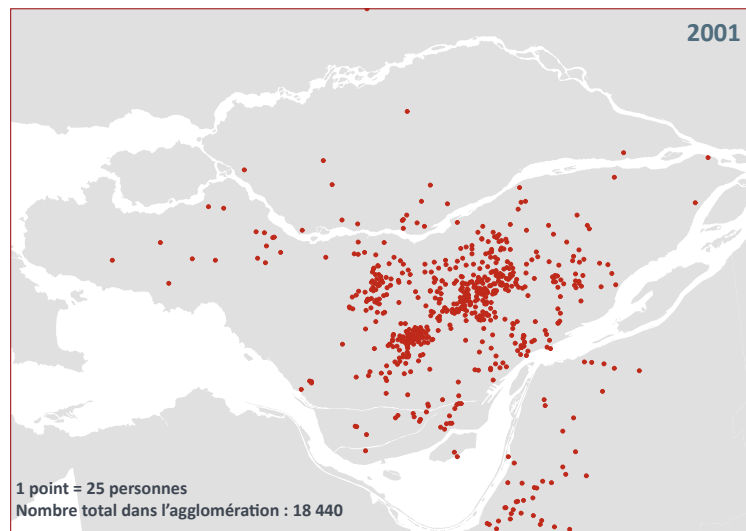 2001
1 point = 25 personnes
Nombre total dans l’agglomération : 18 440